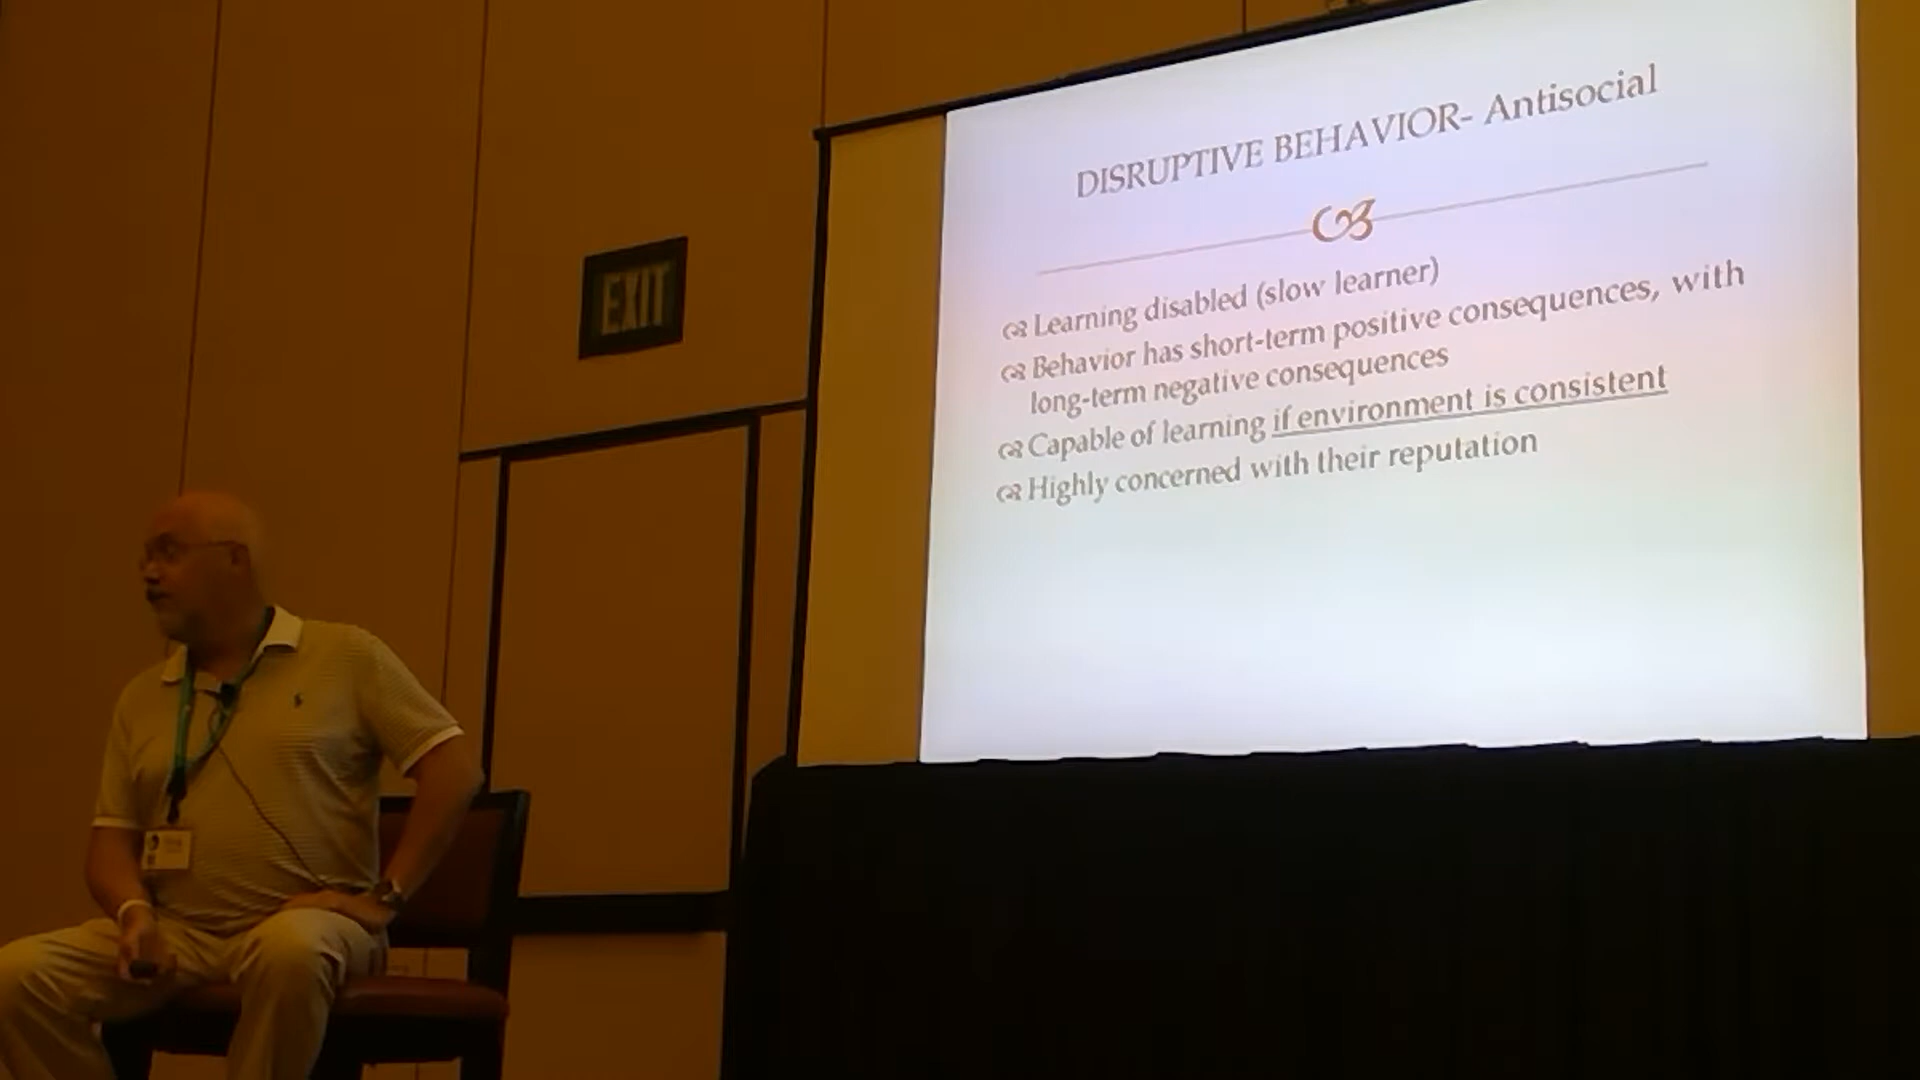 DISRUPTIVE BEHAVIOR- Antisocial
EXIT
Learning disabled (slow learner)
Behavior has short-term positive consequences, with
long-term negative consequences
Capable of learning if environment is consistent
Highly concerned with their reputation